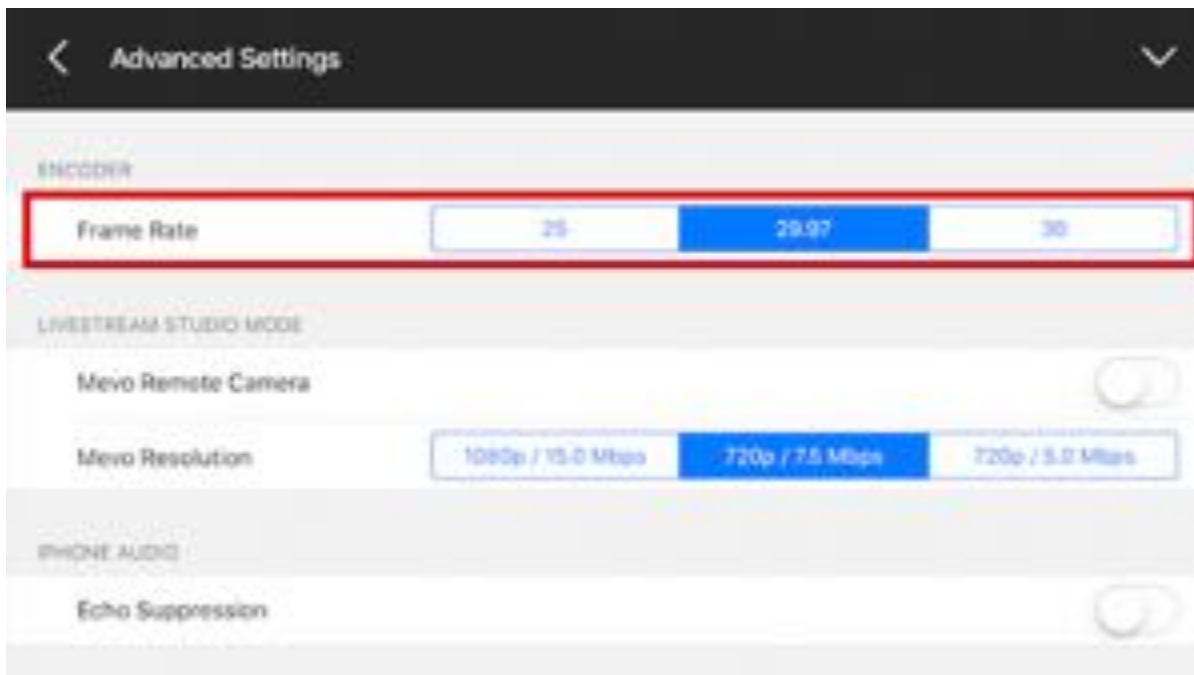 Advanced Settings
ENCODER
Frame Rate 25 29.97 30
LIVESTREAM STUDIO MODE
Mevo Remote Camera
Mevo Resolution 1080p / 15.0 Mbps 720p / 7.5 Mbps 720p / 5.0 Mbps
IPHONE AUDIO
Echo Suppression